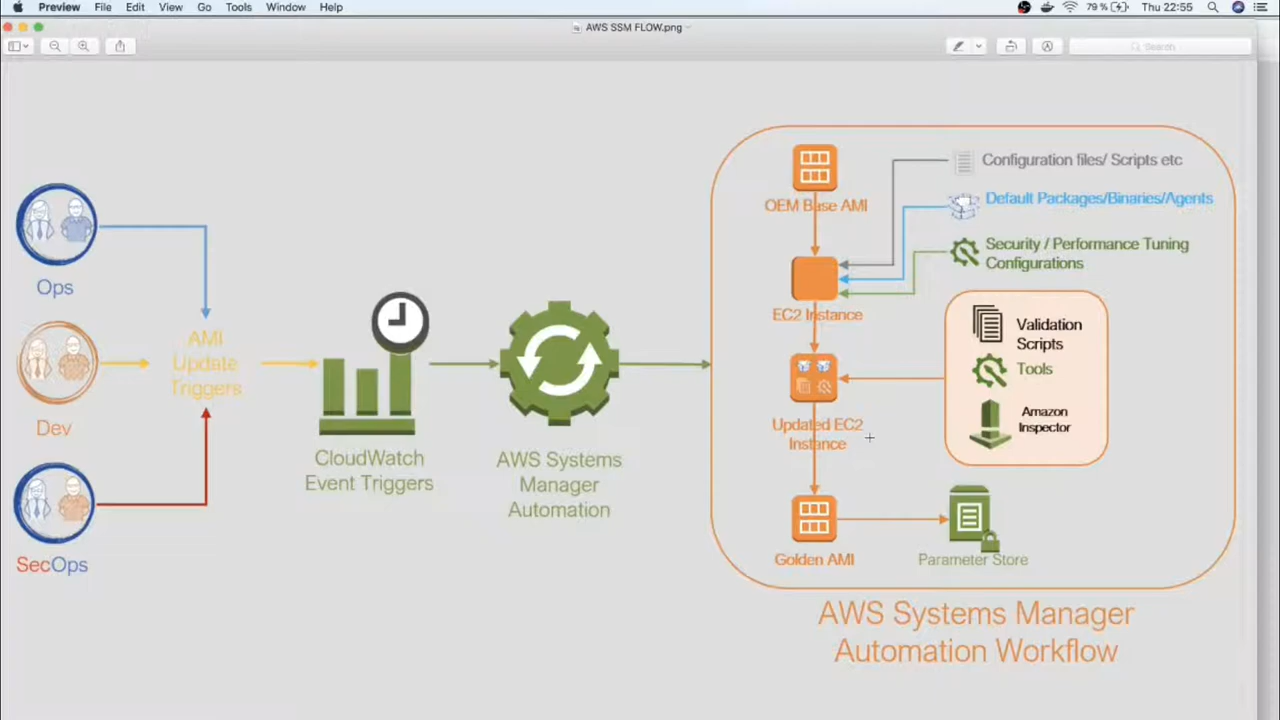 Preview File Edit View Go Tools Window Help
79 %
Thu 22:55
AWS SSM FLOW.png
Search
Ops
Dev
SecOps
AMI
Update
Triggers
CloudWatch
Event Triggers
AWS Systems
Manager
Automation
OEM Base AMI
Configuration files/ Scripts etc
Default Packages/Binaries/Agents
Security / Performance Tuning
Configurations
EC2 Instance
Validation
Scripts
Tools
Amazon
Inspector
Updated EC2
Instance
Golden AMI
Parameter Store
AWS Systems Manager
Automation Workflow